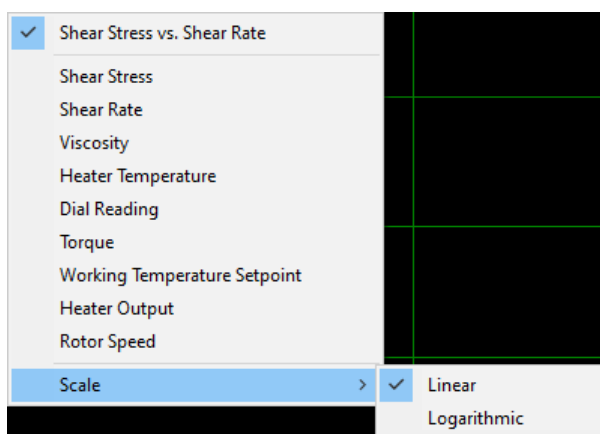 Shear Stress vs. Shear Rate
Shear Stress
Shear Rate
Viscosity
Heater Temperature
Dial Reading
Torque
Working Temperature Setpoint
Heater Output
Rotor Speed
Scale
Linear
Logarithmic